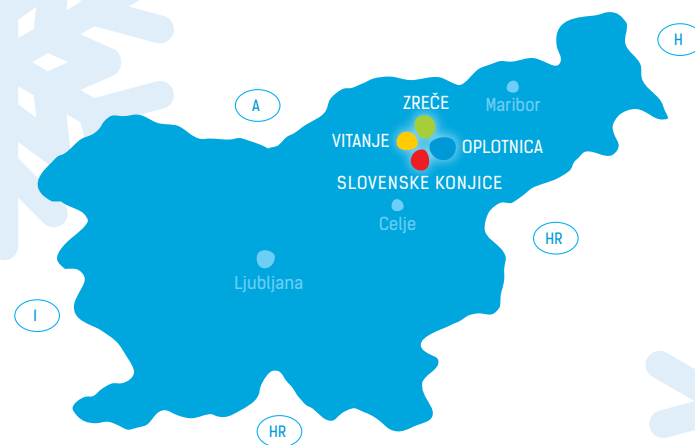 H
A
ZREČE
Maribor
VITANJE
OPLOTNICA
SLOVENSKE KONJICE
Celje
HR
Ljubljana
I
HR